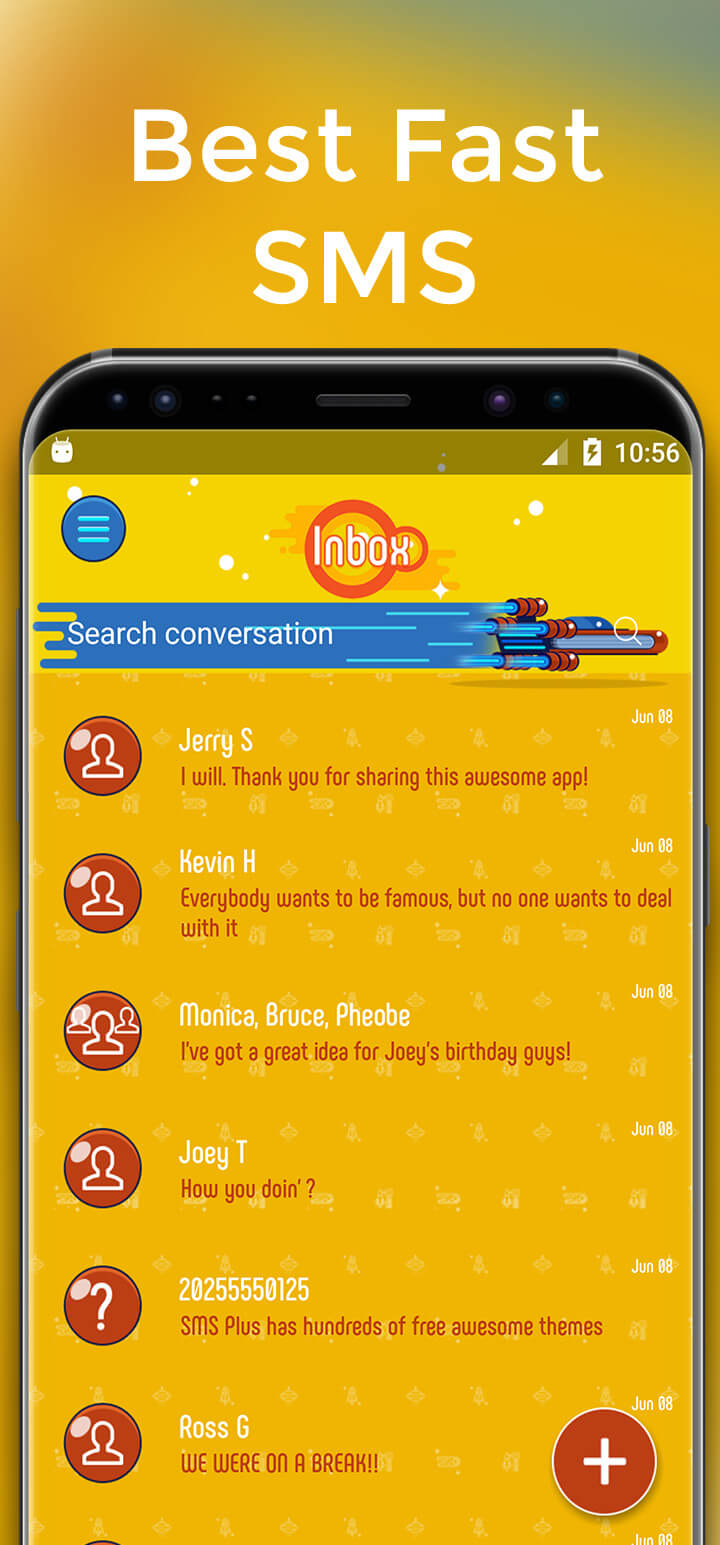 Best Fast
SMS
10:56
Inbox
Search conversation
Jun 08
Jerry S
I will. Thank you for sharing this awesome app!
Jun 08
Kevin H
Everybody wants to be famous, but no one wants to deal
with it
Jun 08
Monica, Bruce, Pheobe
I've got a great idea for Joey's birthday guys!
Jun 08
Joey T
How you doin' ?
Jun 08
20255550125
SMS Plus has hundreds of free awesome themes
Jun 08
Ross G
WE WERE ON A BREAK!!
Jun 08